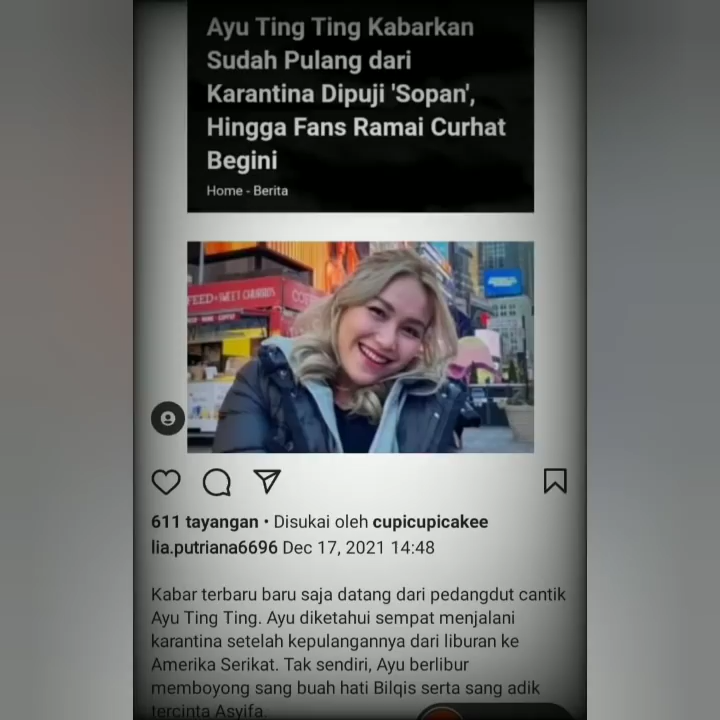 Ayu Ting Ting Kabarkan
Sudah Pulang dari
Karantina Dipuji 'Sopan',
Hingga Fans Ramai Curhat
Begini
Home - Berita
FEED SWEET CHURROS
611 tayangan • Disukai oleh cupicupicakee
lia.putriana6696 Dec 17, 2021 14:48
Kabar terbaru baru saja datang dari pedangdut cantik
Ayu Ting Ting. Ayu diketahui sempat menjalani
karantina setelah kepulangannya dari liburan ke
Amerika Serikat. Tak sendiri, Ayu berlibur
memboyong sang buah hati Bilqis serta sang adik
tercinta Asyifa.